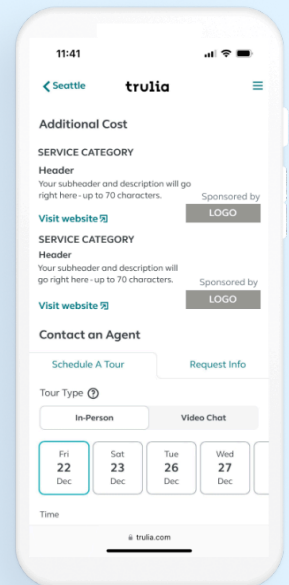 11:41
Seattle
trulia
Additional Cost
SERVICE CATEGORY
Header
Your subheader and description will go
right here - up to 70 characters.
Sponsored by
LOGO
Visit website
SERVICE CATEGORY
Header
Your subheader and description will
go right here - up to 70 characters.
Sponsored by
LOGO
Visit website
Contact an Agent
Schedule A Tour Request Info
Tour Type ?
In-Person Video Chat
Fri Sat Tue Wed
22 23 26 27
Dec Dec Dec Dec
Time
trulia.com